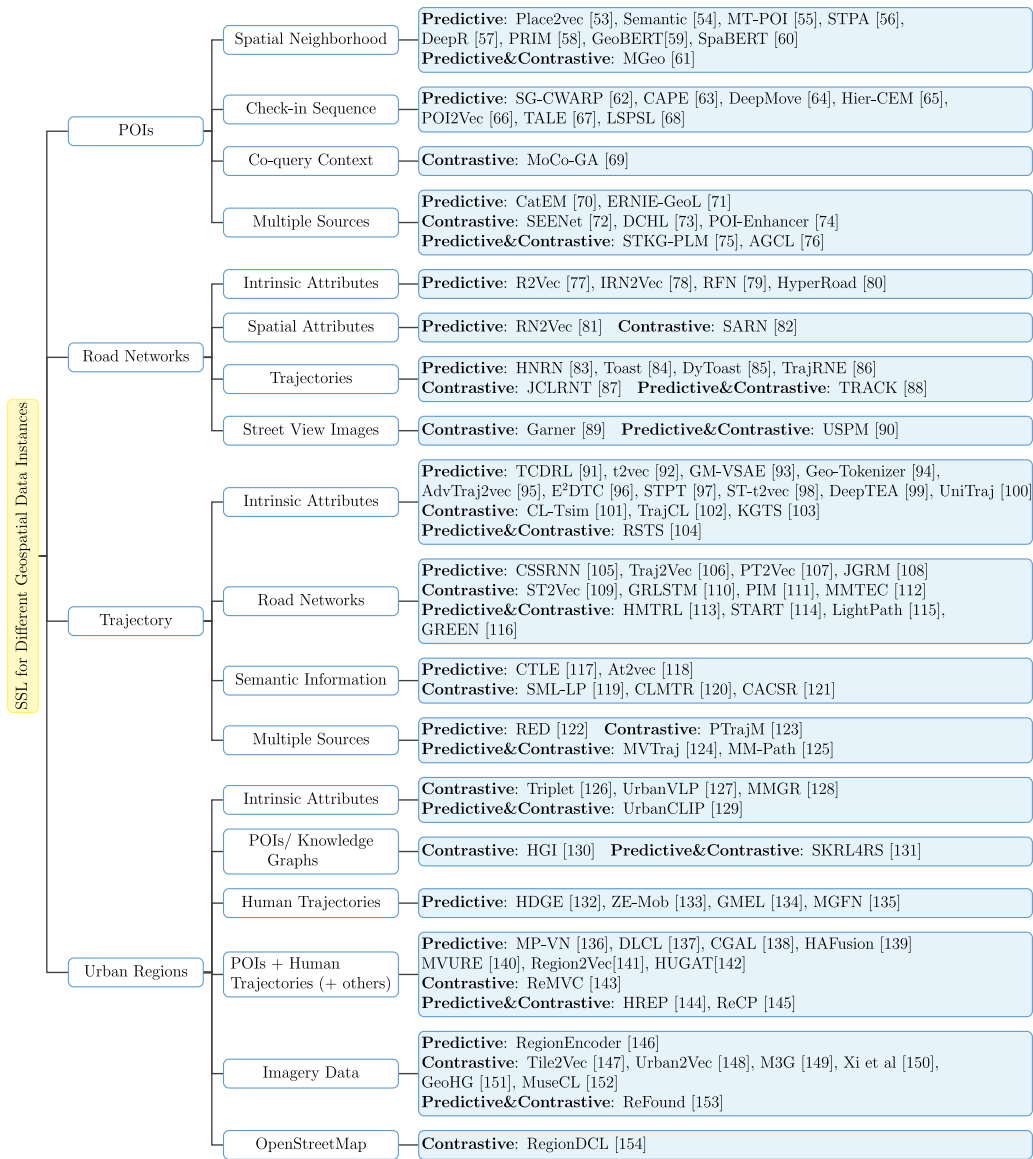 SSL for Different Geospatial Data Instances
POIs
Spatial Neighborhood
Predictive: Place2vec [53], Semantic [54], MT-POI [55], STPA [56],
DeepR [57], PRIM [58], GeoBERT[59], SpaBERT [60]
Predictive&Contrastive: MGeo [61]
Check-in Sequence
Predictive: SG-CWARP [62], CAPE [63], DeepMove [64], Hier-CEM [65],
POI2Vec [66], TALE [67], LSPSL [68]
Co-query Context
Contrastive: MoCo-GA [69]
Multiple Sources
Predictive: CatEM [70], ERNIE-GeoL [71]
Contrastive: SEENet [72], DCHL [73], POI-Enhancer [74]
Predictive&Contrastive: STKG-PLM [75], AGCL [76]
Road Networks
Intrinsic Attributes
Predictive: R2Vec [77], IRN2Vec [78], RFN [79], HyperRoad [80]
Spatial Attributes
Predictive: RN2Vec [81] Contrastive: SARN [82]
Trajectories
Predictive: HNRN [83], Toast [84], DyToast [85], TrajRNE [86]
Contrastive: JCLRNT [87] Predictive&Contrastive: TRACK [88]
Street View Images
Contrastive: Garner [89] Predictive&Contrastive: USPM [90]
Trajectory
Intrinsic Attributes
Predictive: TCDRL [91], t2vec [92], GM-VSAE [93], Geo-Tokenizer [94],
AdvTraj2vec [95], E²DTC [96], STPT [97], ST-t2vec [98], DeepTEA [99], UniTraj [100]
Contrastive: CL-Tsim [101], TrajCL [102], KGTS [103]
Predictive&Contrastive: RSTS [104]
Road Networks
Predictive: CSSRNN [105], Traj2Vec [106], PT2Vec [107], JGRM [108]
Contrastive: ST2Vec [109], GRLSTM [110], PIM [111], MMTEC [112]
Predictive&Contrastive: HMTRL [113], START [114], LightPath [115],
GREEN [116]
Semantic Information
Predictive: CTLE [117], At2vec [118]
Contrastive: SML-LP [119], CLMTR [120], CACSR [121]
Multiple Sources
Predictive: RED [122] Contrastive: PTrajM [123]
Predictive&Contrastive: MVTraj [124], MM-Path [125]
Urban Regions
Intrinsic Attributes
Contrastive: Triplet [126], UrbanVLP [127], MMGR [128]
Predictive&Contrastive: UrbanCLIP [129]
POIs/ Knowledge
Graphs
Contrastive: HGI [130] Predictive&Contrastive: SKRL4RS [131]
Human Trajectories
Predictive: HDGE [132], ZE-Mob [133], GMEL [134], MGFN [135]
POIs + Human
Trajectories (+ others)
Predictive: MP-VN [136], DLCL [137], CGAL [138], HAFusion [139]
MVURE [140], Region2Vec[141], HUGAT[142]
Contrastive: ReMVC [143]
Predictive&Contrastive: HREP [144], ReCP [145]
Imagery Data
Predictive: RegionEncoder [146]
Contrastive: Tile2Vec [147], Urban2Vec [148], M3G [149], Xi et al [150],
GeoHG [151], MuseCL [152]
Predictive&Contrastive: ReFound [153]
OpenStreetMap
Contrastive: RegionDCL [154]